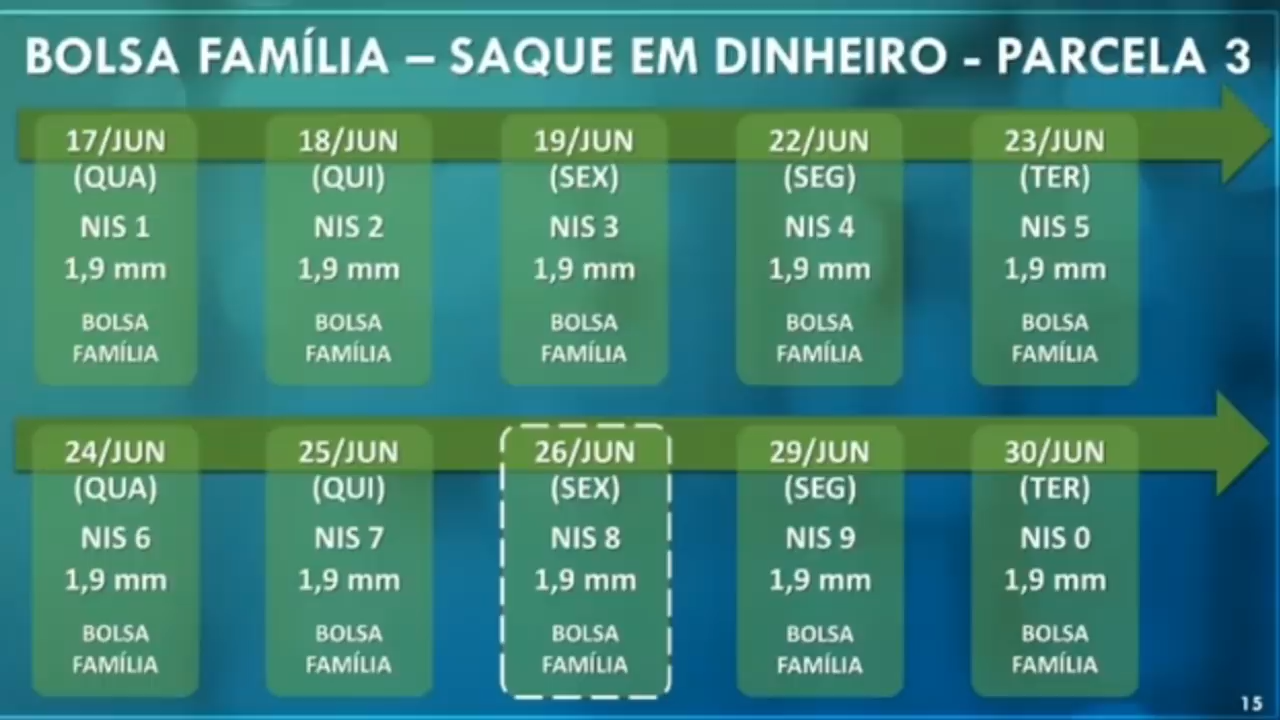 BOLSA FAMÍLIA – SAQUE EM DINHEIRO - PARCELA 3
17/JUN
(QUA)
NIS 1
1,9 mm
BOLSA
FAMÍLIA
18/JUN
(QUI)
NIS 2
1,9 mm
BOLSA
FAMÍLIA
19/JUN
(SEX)
NIS 3
1,9 mm
BOLSA
FAMÍLIA
22/JUN
(SEG)
NIS 4
1,9 mm
BOLSA
FAMÍLIA
23/JUN
(TER)
NIS 5
1,9 mm
BOLSA
FAMÍLIA
24/JUN
(QUA)
NIS 6
1,9 mm
BOLSA
FAMÍLIA
25/JUN
(QUI)
NIS 7
1,9 mm
BOLSA
FAMÍLIA
26/JUN
(SEX)
NIS 8
1,9 mm
BOLSA
FAMÍLIA
29/JUN
(SEG)
NIS 9
1,9 mm
BOLSA
FAMÍLIA
30/JUN
(TER)
NIS 0
1,9 mm
BOLSA
FAMÍLIA
15